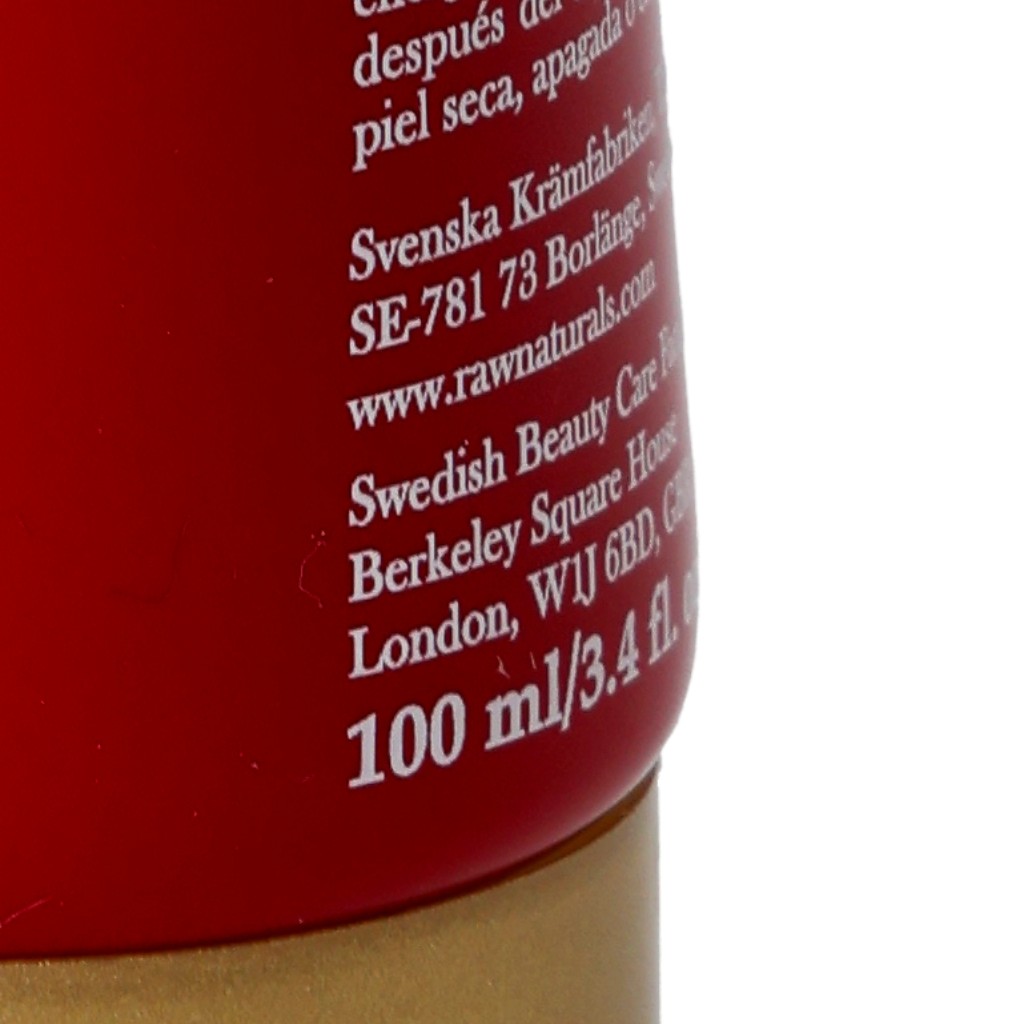 después
piel seca, apagada o
Svenska Krämfabriken,
SE-781 73 Borlänge,
www.rawnaturals.com
Swedish Beauty Care
Berkeley Square House
London, W1J 6BD,
100 ml/3.4 fl.